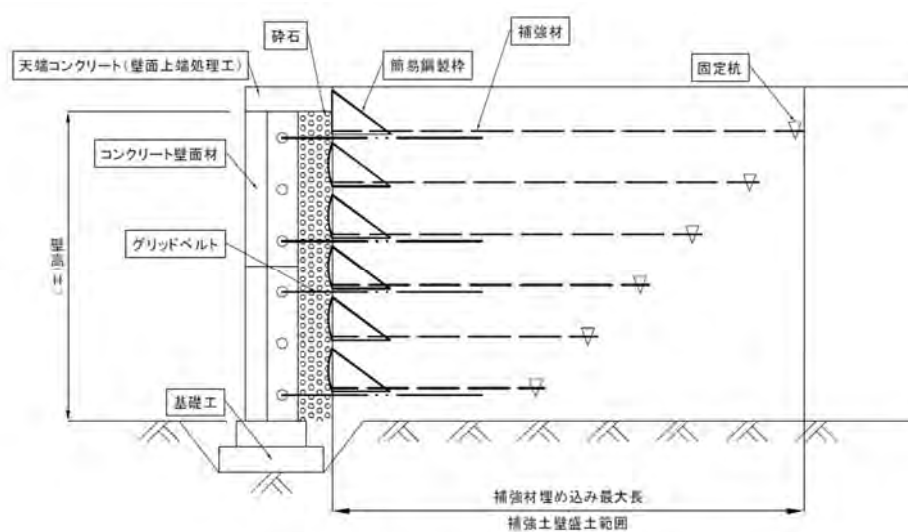 砕石
補強材
天端コンクリート(壁面上端処理工)
簡易鋼製枠
固定杭
コンクリート壁面材
グリッドベルト
壁高:H
基礎工
補強材埋め込み最大長
補強土壁盛土範囲